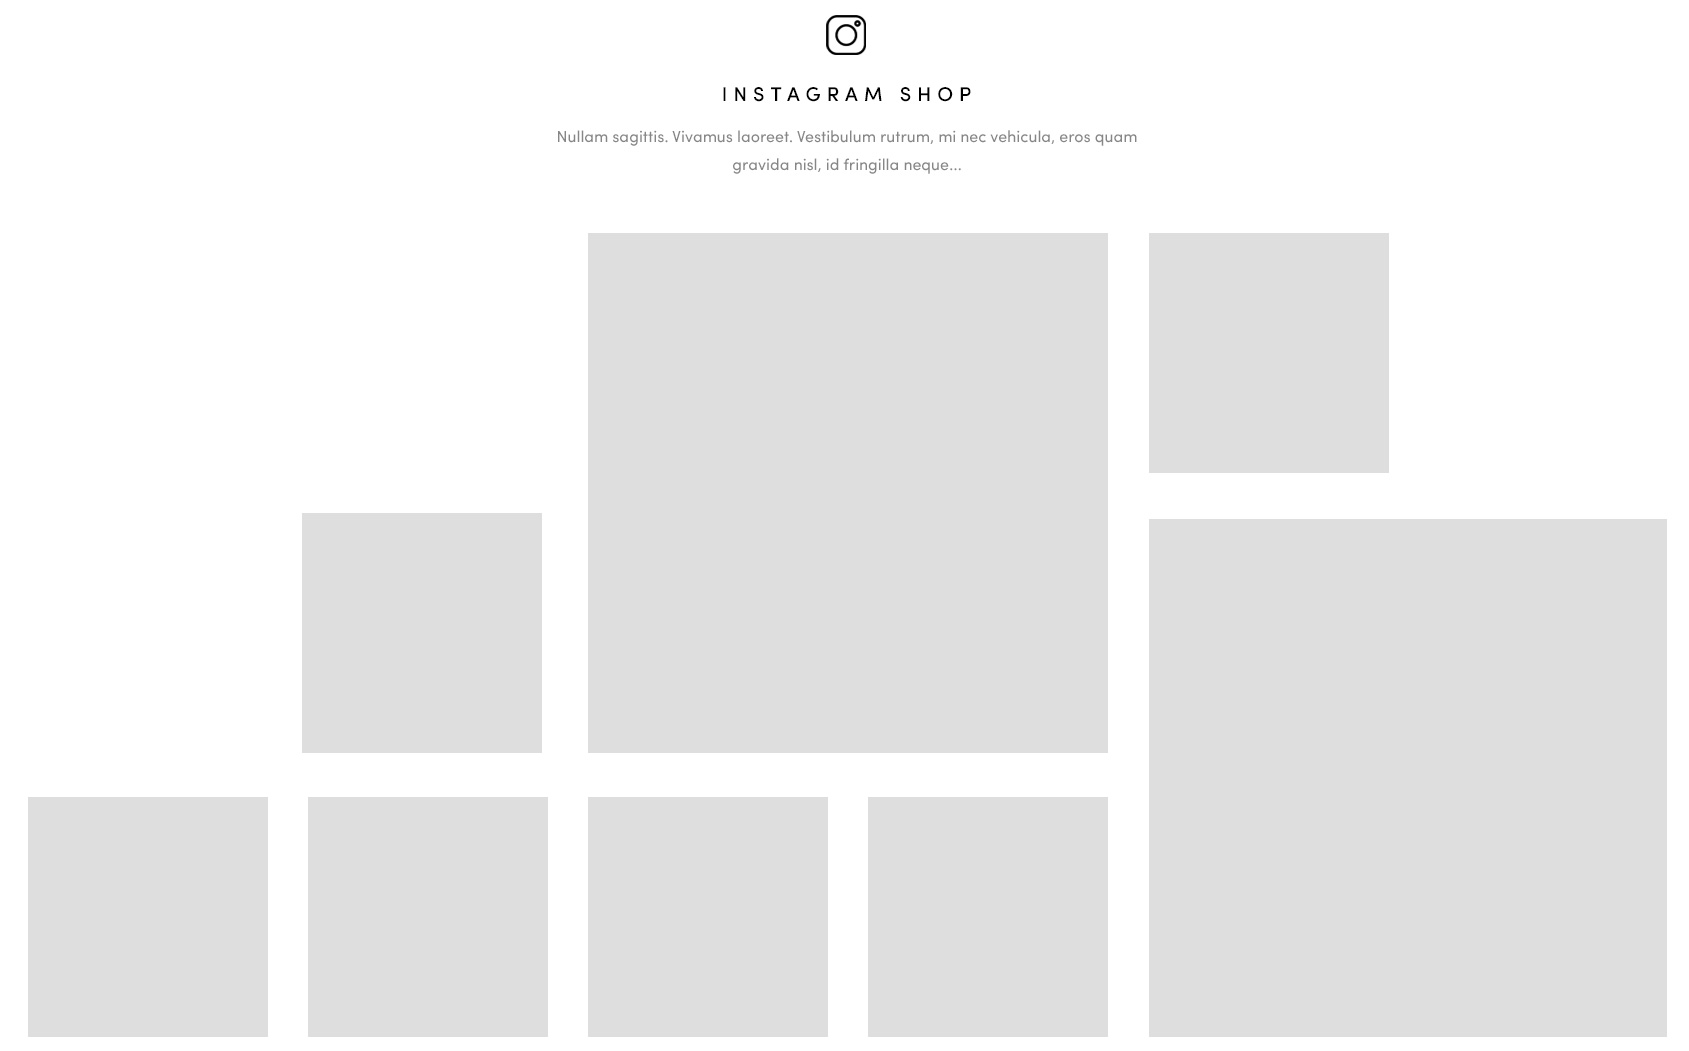 INSTAGRAM SHOP
Nullam sagittis. Vivamus laoreet. Vestibulum rutrum, mi nec vehicula, eros quam
gravida nisl, id fringilla neque...